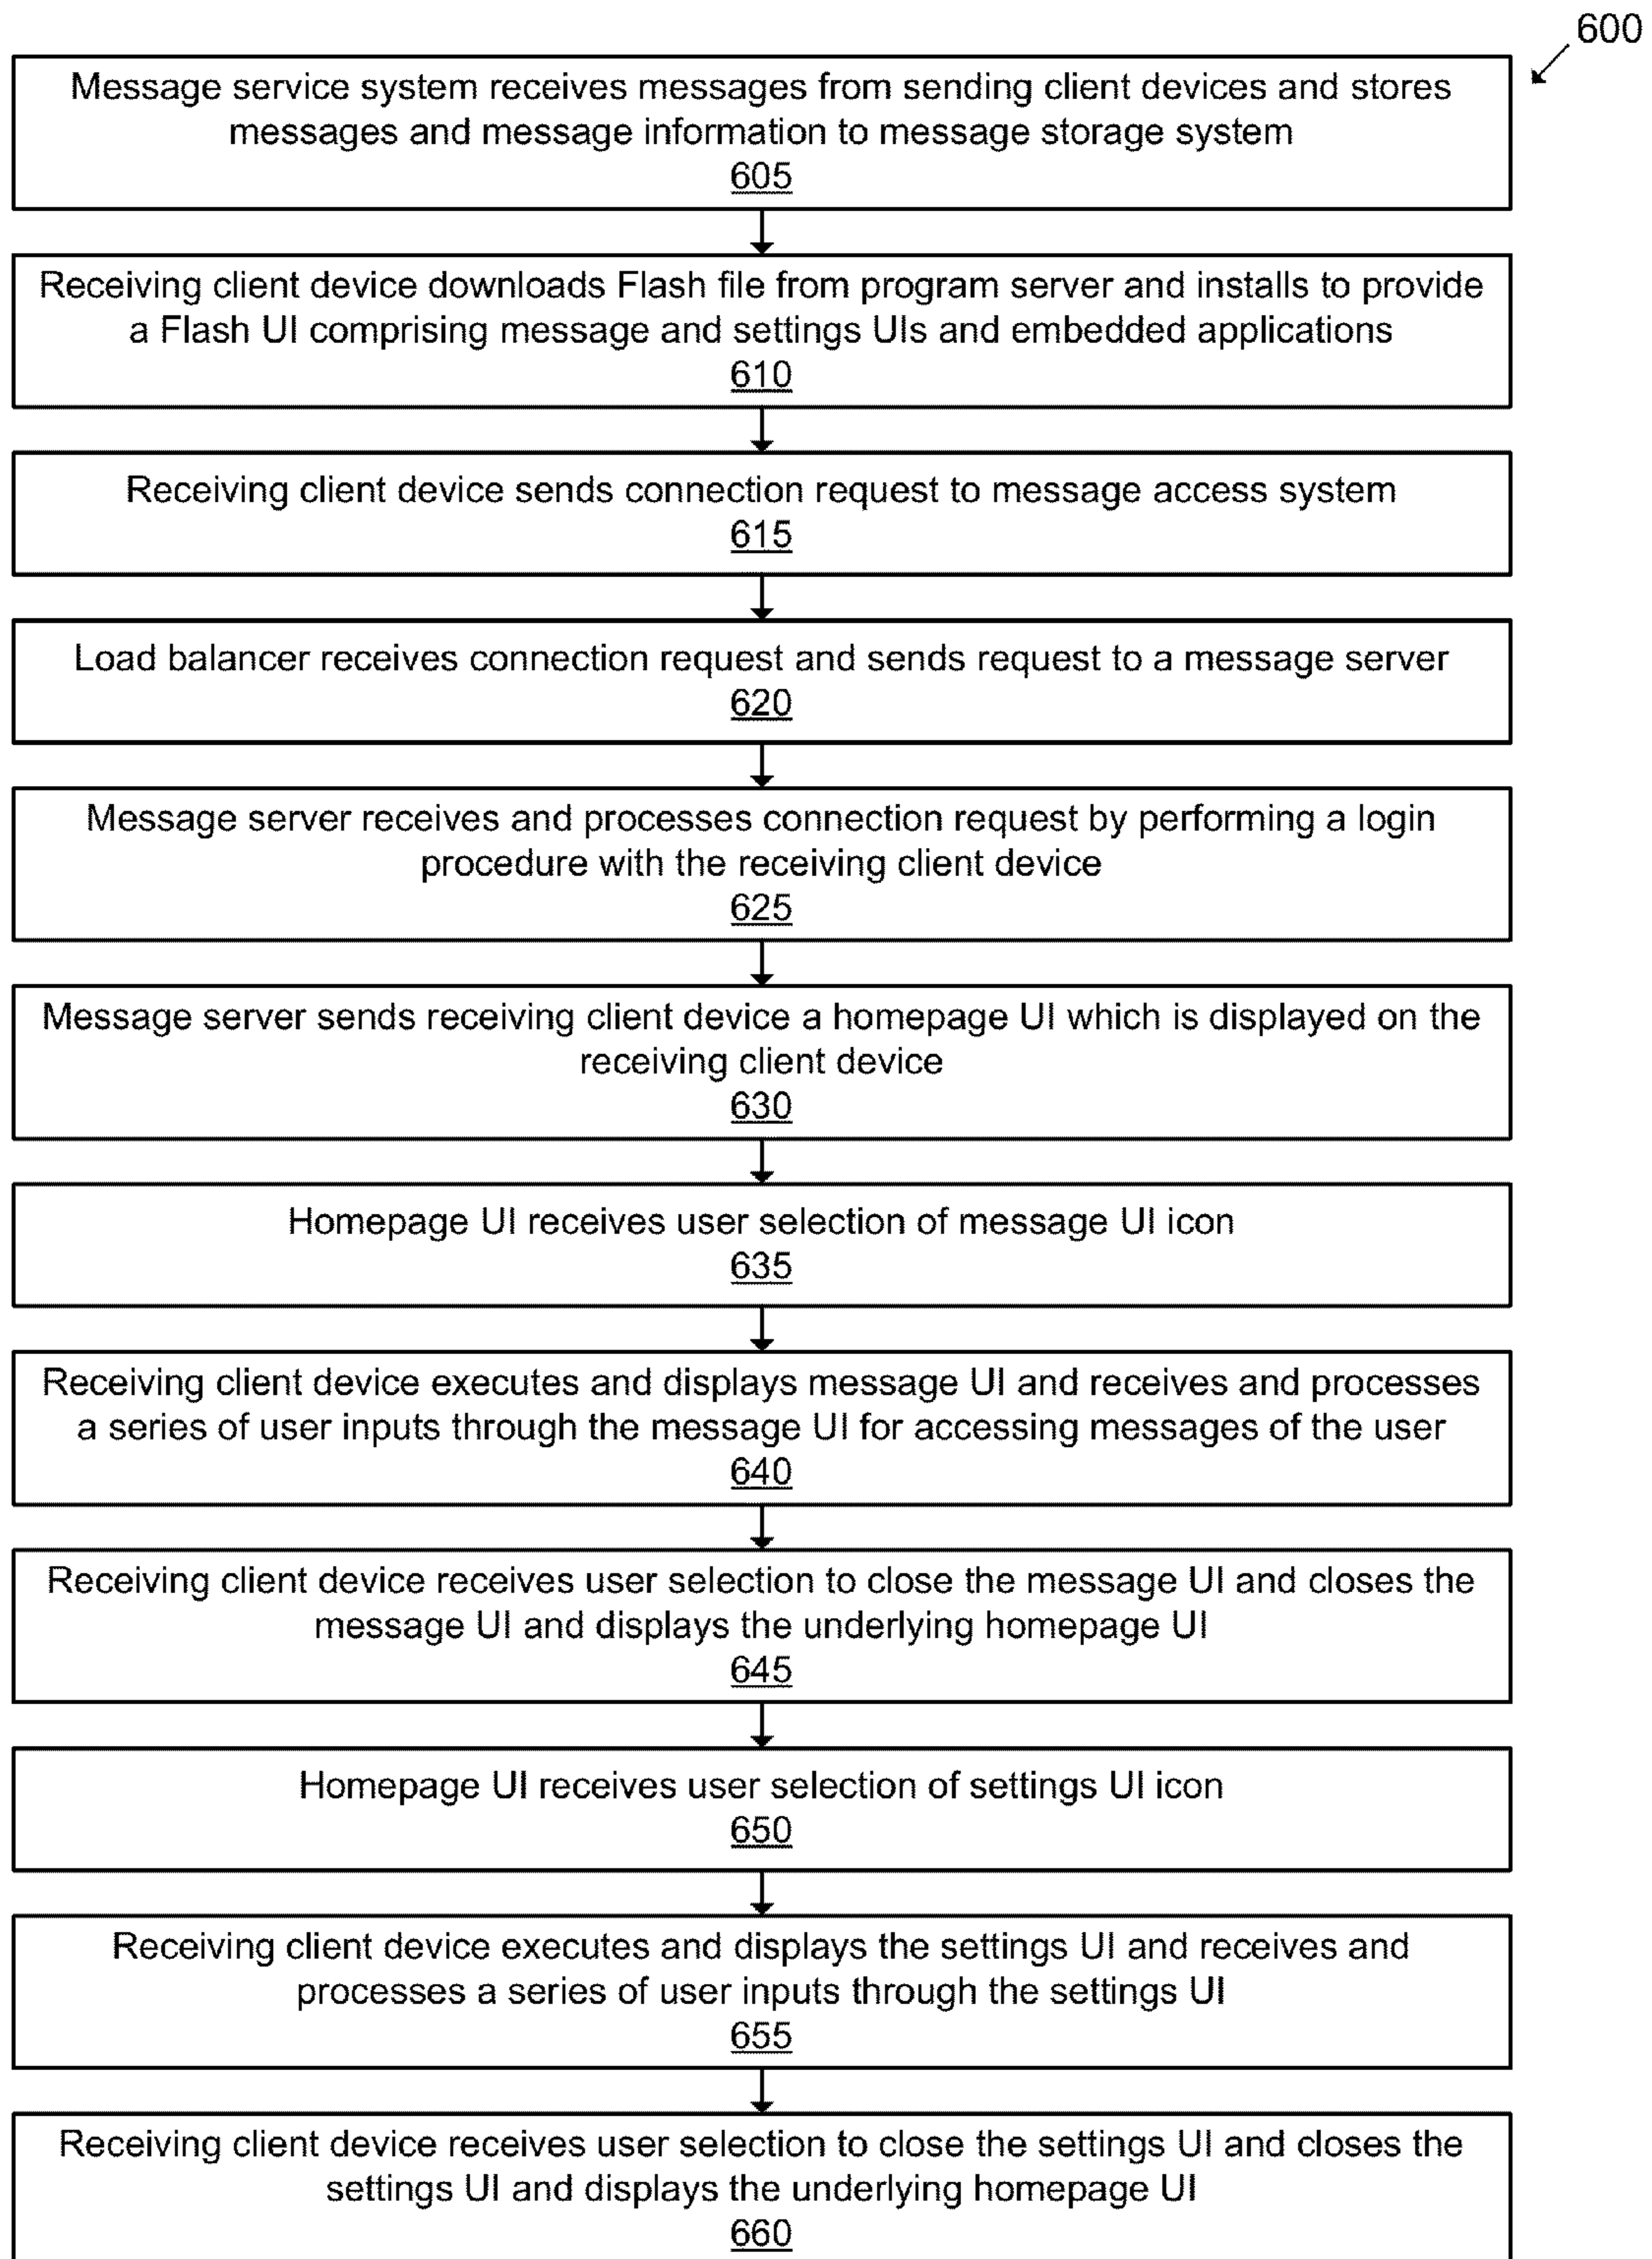 600
Message service system receives messages from sending client devices and stores
messages and message information to message storage system
605
Receiving client device downloads Flash file from program server and installs to provide
a Flash UI comprising message and settings UIs and embedded applications
610
Receiving client device sends connection request to message access system
615
Load balancer receives connection request and sends request to a message server
620
Message server receives and processes connection request by performing a login
procedure with the receiving client device
625
Message server sends receiving client device a homepage UI which is displayed on the
receiving client device
630
Homepage UI receives user selection of message UI icon
635
Receiving client device executes and displays message UI and receives and processes
a series of user inputs through the message UI for accessing messages of the user
640
Receiving client device receives user selection to close the message UI and closes the
message UI and displays the underlying homepage UI
645
Homepage UI receives user selection of settings UI icon
650
Receiving client device executes and displays the settings UI and receives and
processes a series of user inputs through the settings UI
655
Receiving client device receives user selection to close the settings UI and closes the
settings UI and displays the underlying homepage UI
660